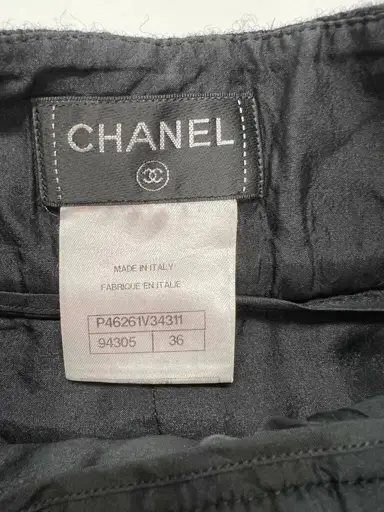 CHANEL
MADE IN ITALY
FABRIQUE EN ITALIE
P46261V34311
94305 36